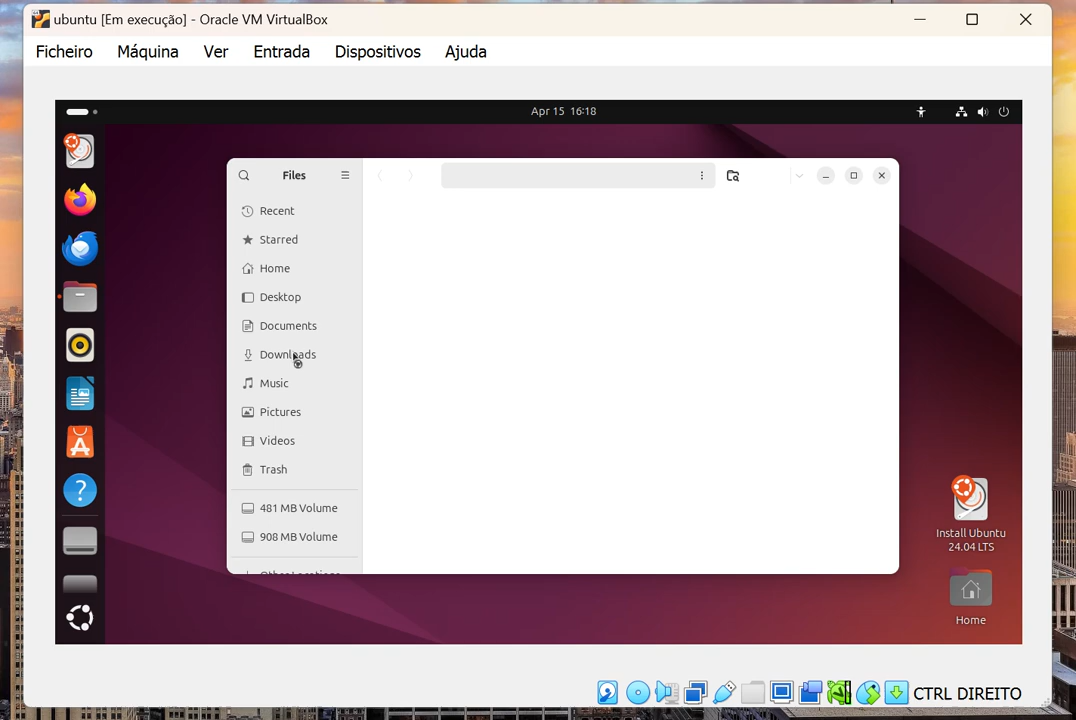 ubuntu [Em execução] - Oracle VM VirtualBox
Ficheiro Máquina Ver Entrada Dispositivos Ajuda
Apr 15 16:18
Files
Recent
Starred
Home
Desktop
Documents
Downloads
Music
Pictures
Videos
Trash
481 MB Volume
908 MB Volume
Other Locations
Install Ubuntu
24.04 LTS
Home
CTRL DIREITO